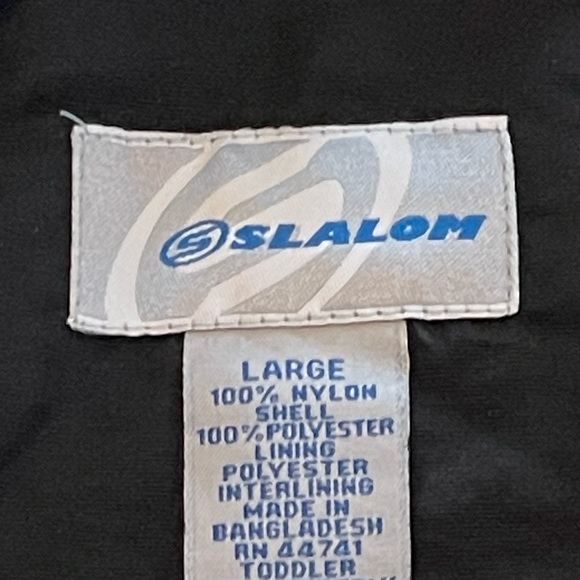 SLALOM
LARGE
100% NYLON
SHELL
100% POLYESTER
LINING
POLYESTER
INTERLINING
MADE IN
BANGLADESH
RN 44741
TODDLER